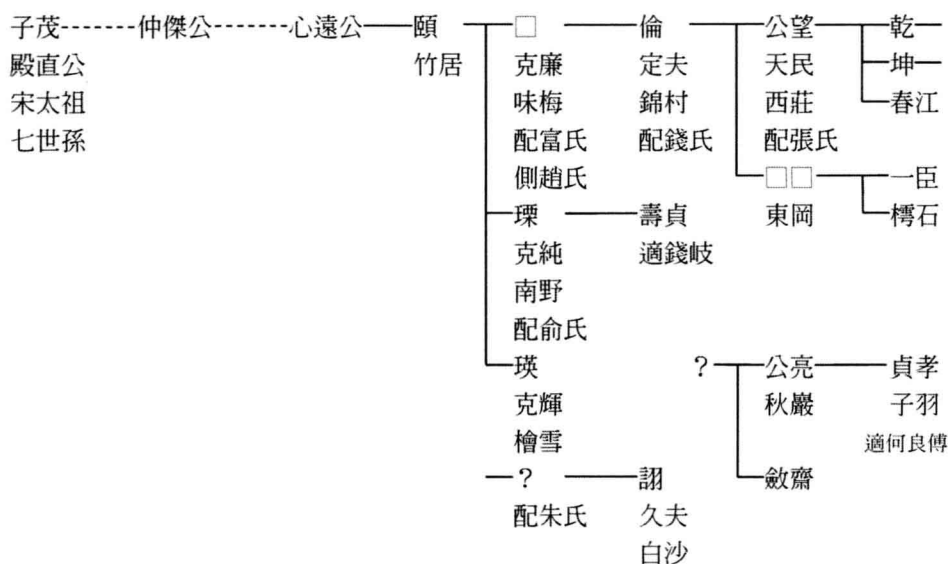 子茂 仲傑公 心遠公 頤 □ 倫 公望 乾
殿直公 竹居 克廉 定夫 天民 坤
宋太祖 味梅 錦村 西莊 春江
七世孫 配富氏 配錢氏 配張氏
側趙氏 □□ 一臣
瑮 壽貞 東岡 樗石
克純 適錢岐
南野
配俞氏
瑛 ? 公亮 貞孝
克輝 秋巖 子羽
檜雪 適何良傅
? 詡 斂齋
配朱氏 久夫
白沙